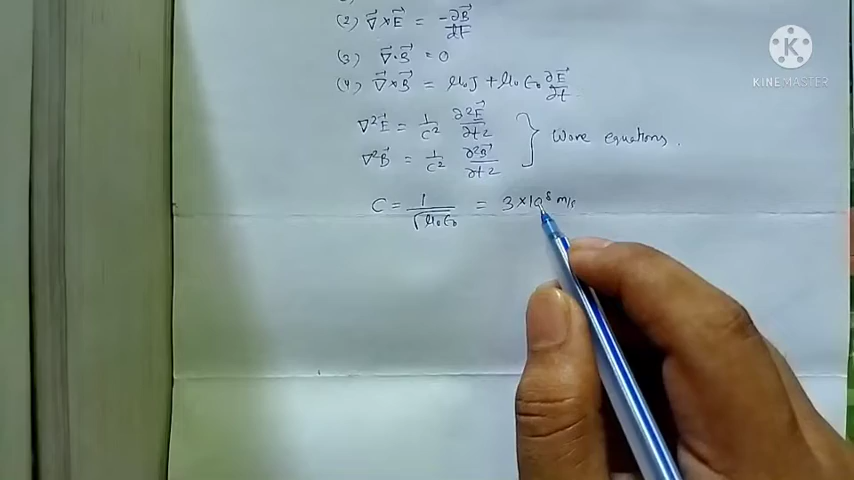 (2) ∇⃗×E⃗ = -∂B⃗/dt
(3) ∇⃗·B⃗ = 0
(4) ∇⃗×B⃗ = μ₀J + μ₀ε₀ ∂E⃗/∂t
∇²E⃗ = 1/c² ∂²E⃗/∂t²
} Wave equations.
∇²B⃗ = 1/c² ∂²B⃗/∂t²
C = 1/√μ₀ε₀ = 3×10⁸ m/s
K
KINEMASTER